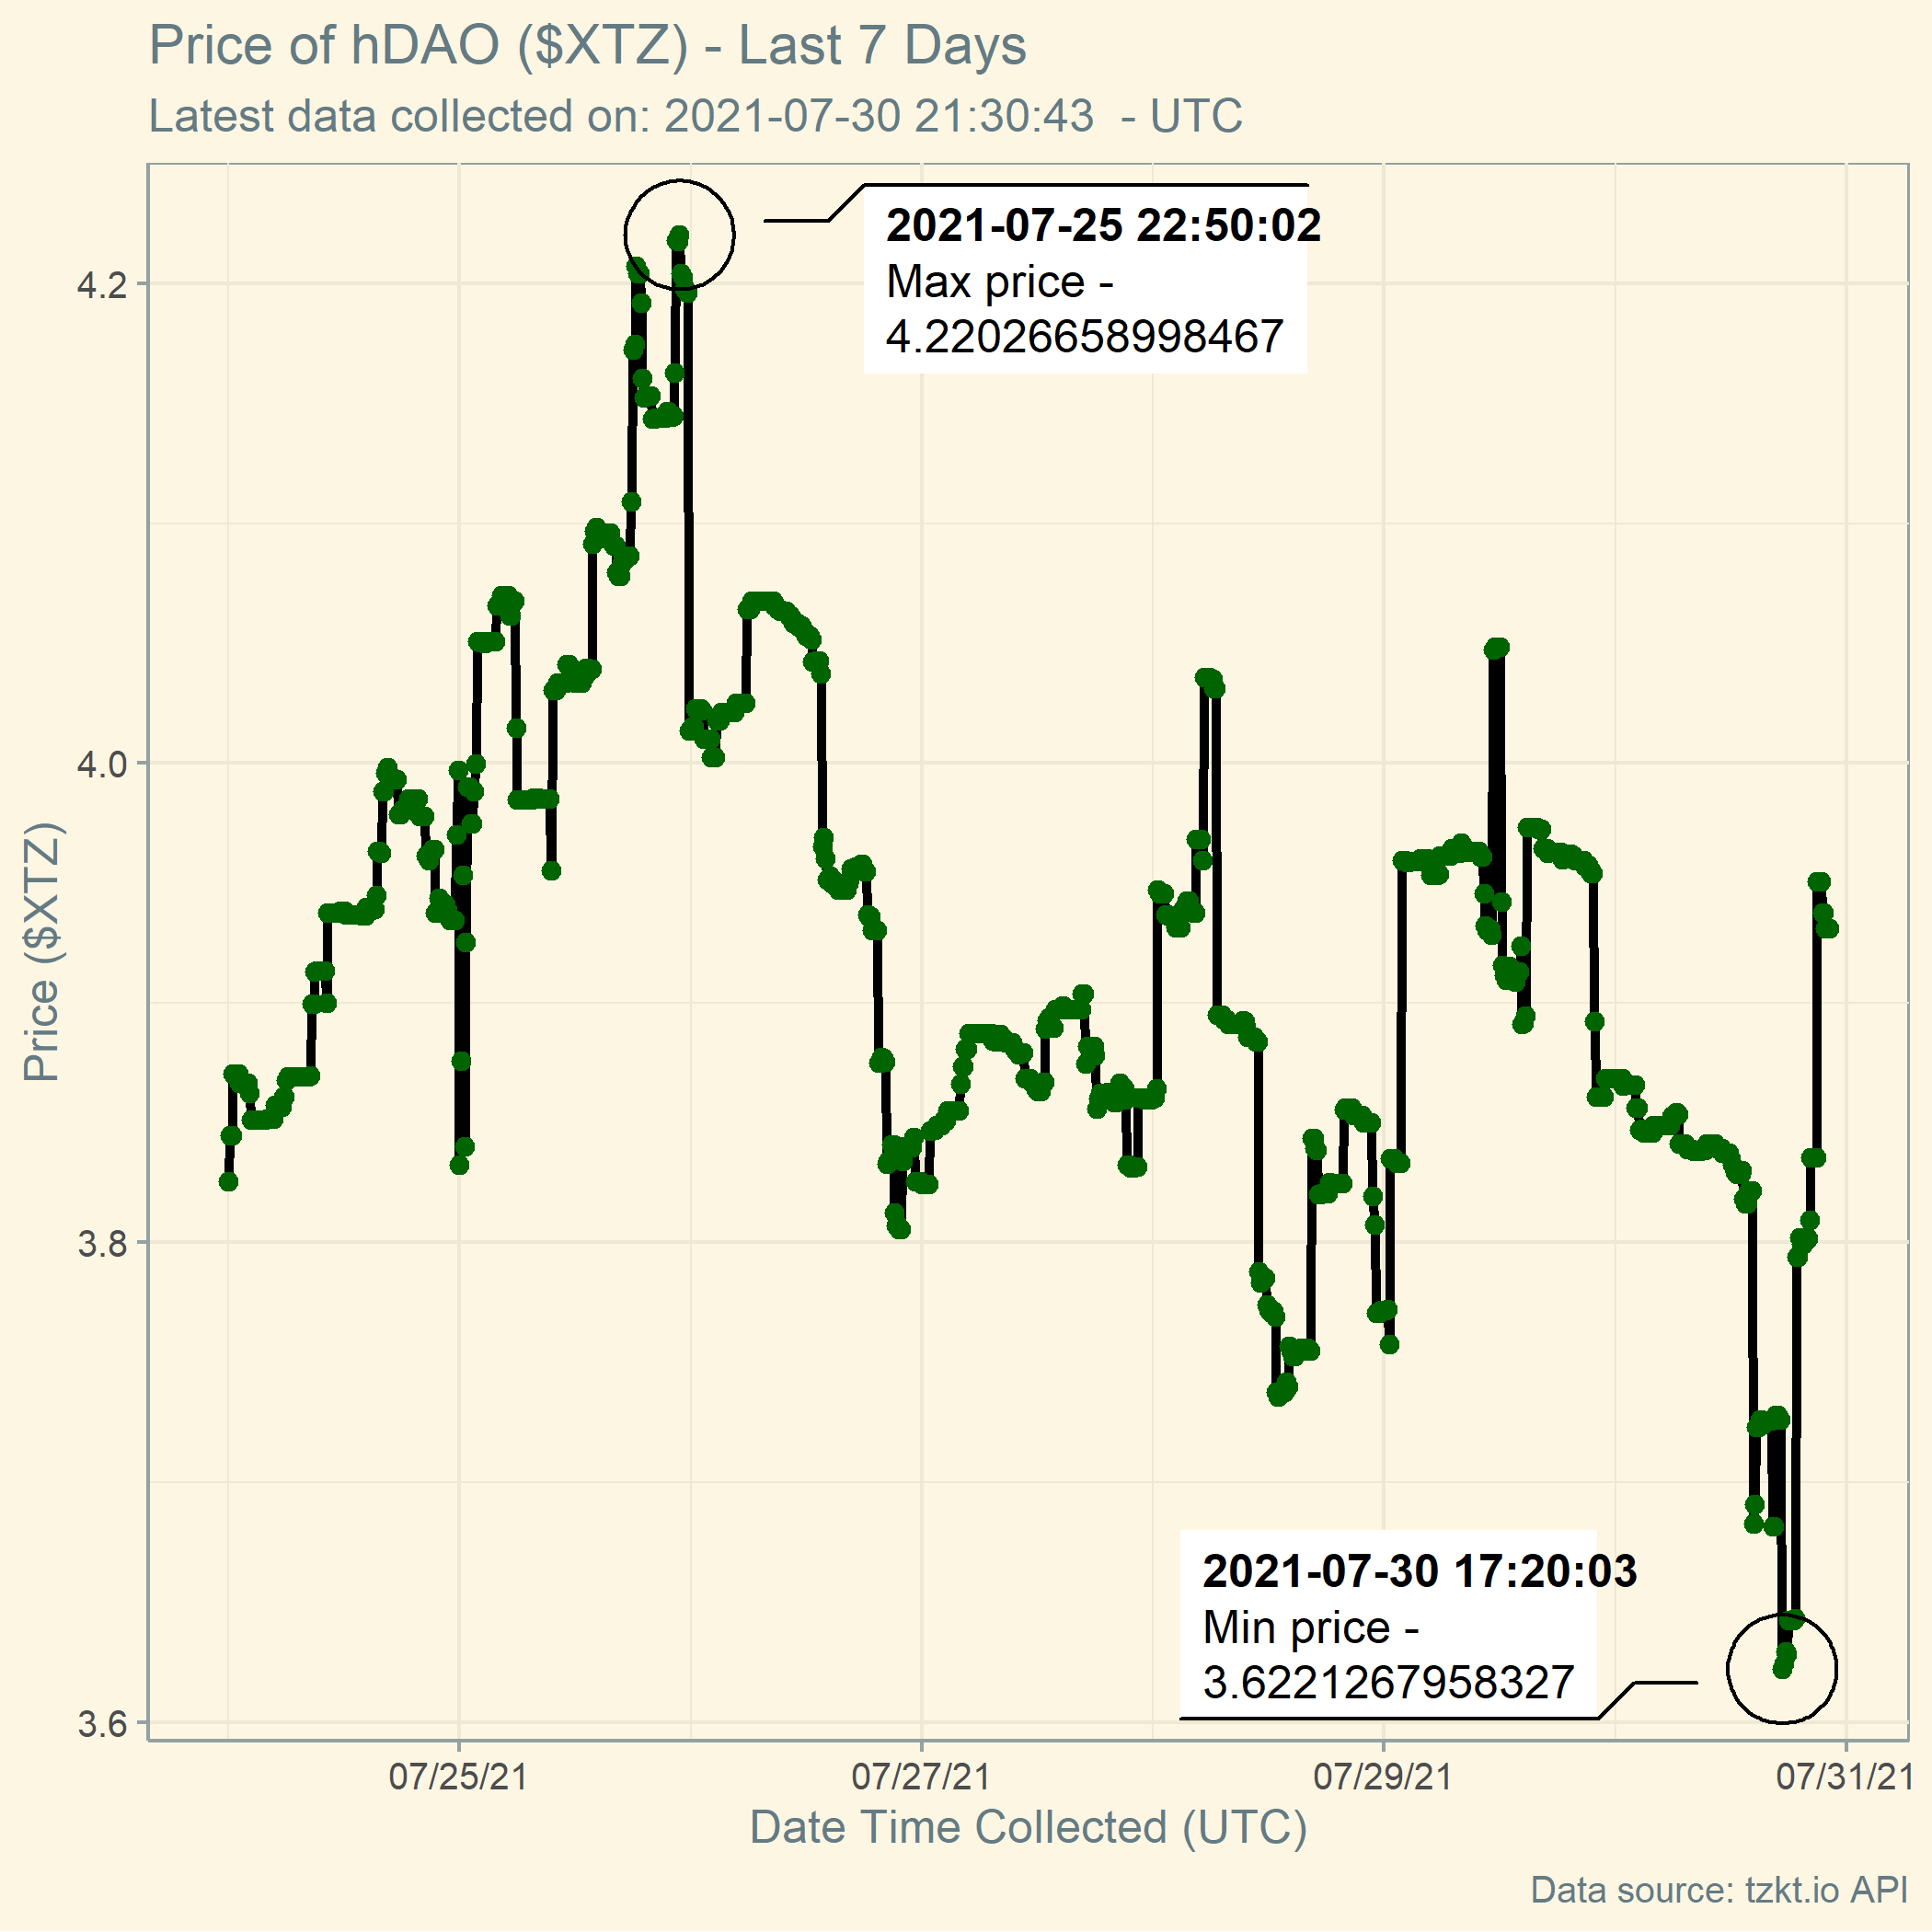 Price of hDAO ($XTZ) - Last 7 Days
Latest data collected on: 2021-07-30 21:30:43  - UTC
2021-07-25 22:50:02
Max price -
4.22026658998467
4.2
4.0
3.8
3.6
Price ($XTZ)
2021-07-30 17:20:03
Min price -
3.6221267958327
07/25/21
07/27/21
07/29/21
07/31/21
Date Time Collected (UTC)
Data source: tzkt.io API